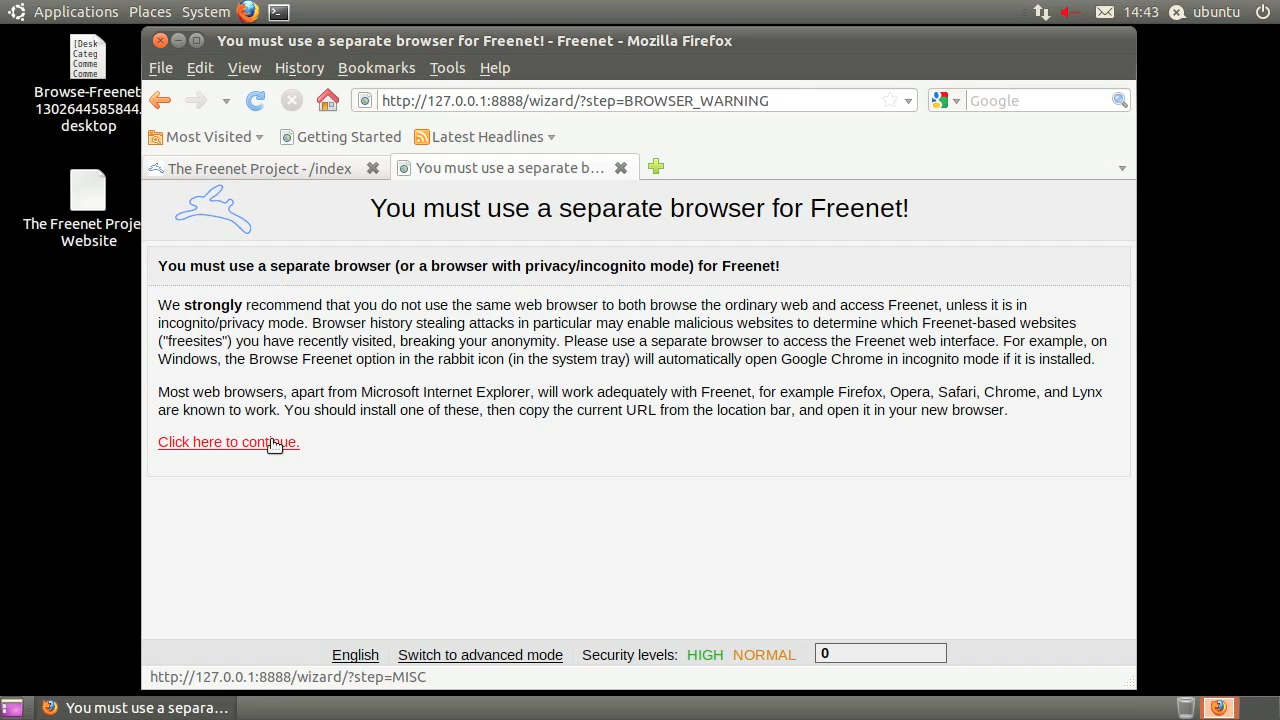 Applications Places System 14:43 ubuntu
[Desk
Categ
Comme
Comme
Browse-Freenet
1302644585844.
desktop
The Freenet Proje
Website
You must use a separate browser for Freenet! - Freenet - Mozilla Firefox
File Edit View History Bookmarks Tools Help
http://127.0.0.1:8888/wizard/?step=BROWSER_WARNING Google
Most Visited Getting Started Latest Headlines
The Freenet Project - /index You must use a separate b...
You must use a separate browser for Freenet!
You must use a separate browser (or a browser with privacy/incognito mode) for Freenet!
We strongly recommend that you do not use the same web browser to both browse the ordinary web and access Freenet, unless it is in
incognito/privacy mode. Browser history stealing attacks in particular may enable malicious websites to determine which Freenet-based websites
("freesites") you have recently visited, breaking your anonymity. Please use a separate browser to access the Freenet web interface. For example, on
Windows, the Browse Freenet option in the rabbit icon (in the system tray) will automatically open Google Chrome in incognito mode if it is installed.
Most web browsers, apart from Microsoft Internet Explorer, will work adequately with Freenet, for example Firefox, Opera, Safari, Chrome, and Lynx
are known to work. You should install one of these, then copy the current URL from the location bar, and open it in your new browser.
Click here to continue.
English Switch to advanced mode Security levels: HIGH NORMAL 0
http://127.0.0.1:8888/wizard/?step=MISC
You must use a separa...